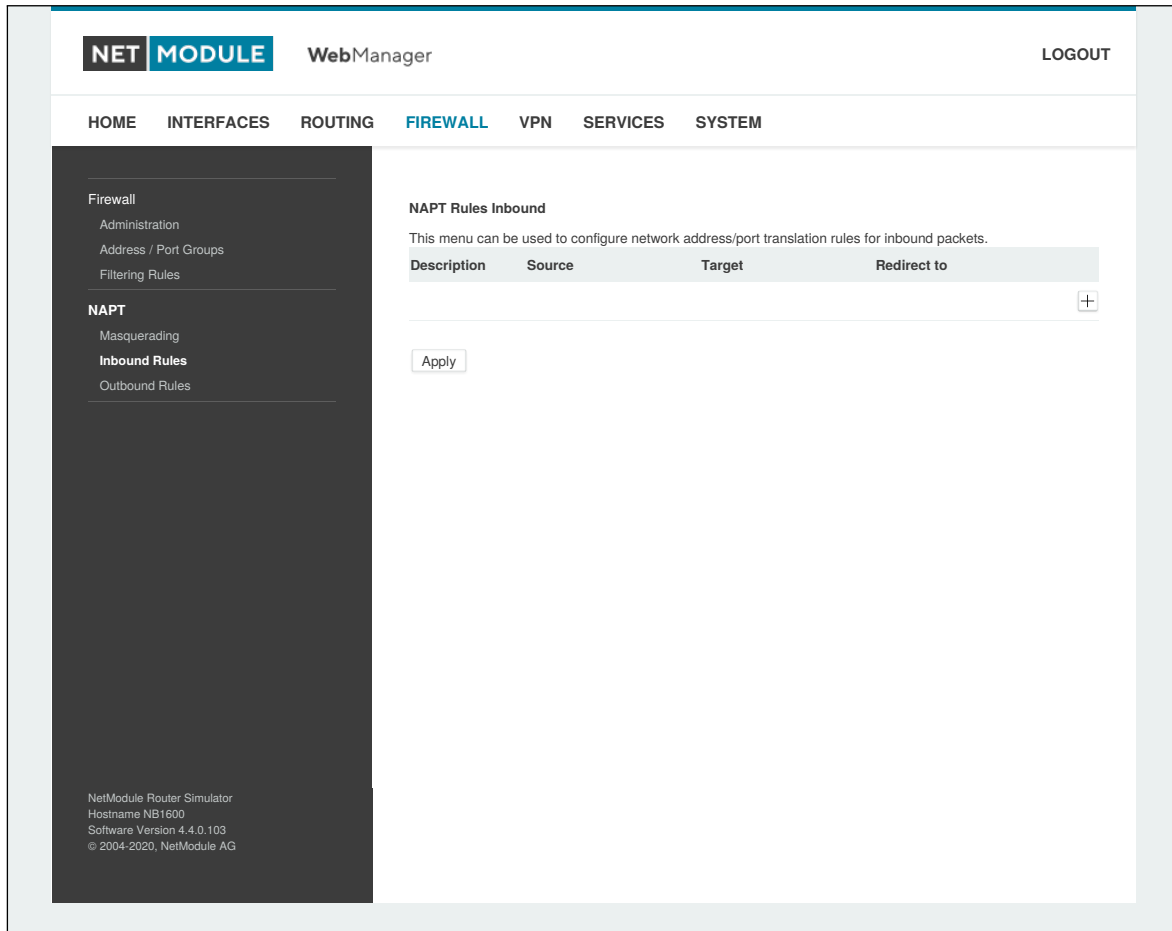 NET MODULE WebManager LOGOUT
HOME INTERFACES ROUTING FIREWALL VPN SERVICES SYSTEM
Firewall
Administration
Address / Port Groups
Filtering Rules
NAPT
Masquerading
Inbound Rules
Outbound Rules
NetModule Router Simulator
Hostname NB1600
Software Version 4.4.0.103
© 2004-2020, NetModule AG
NAPT Rules Inbound
This menu can be used to configure network address/port translation rules for inbound packets.
Description Source Target Redirect to
Apply